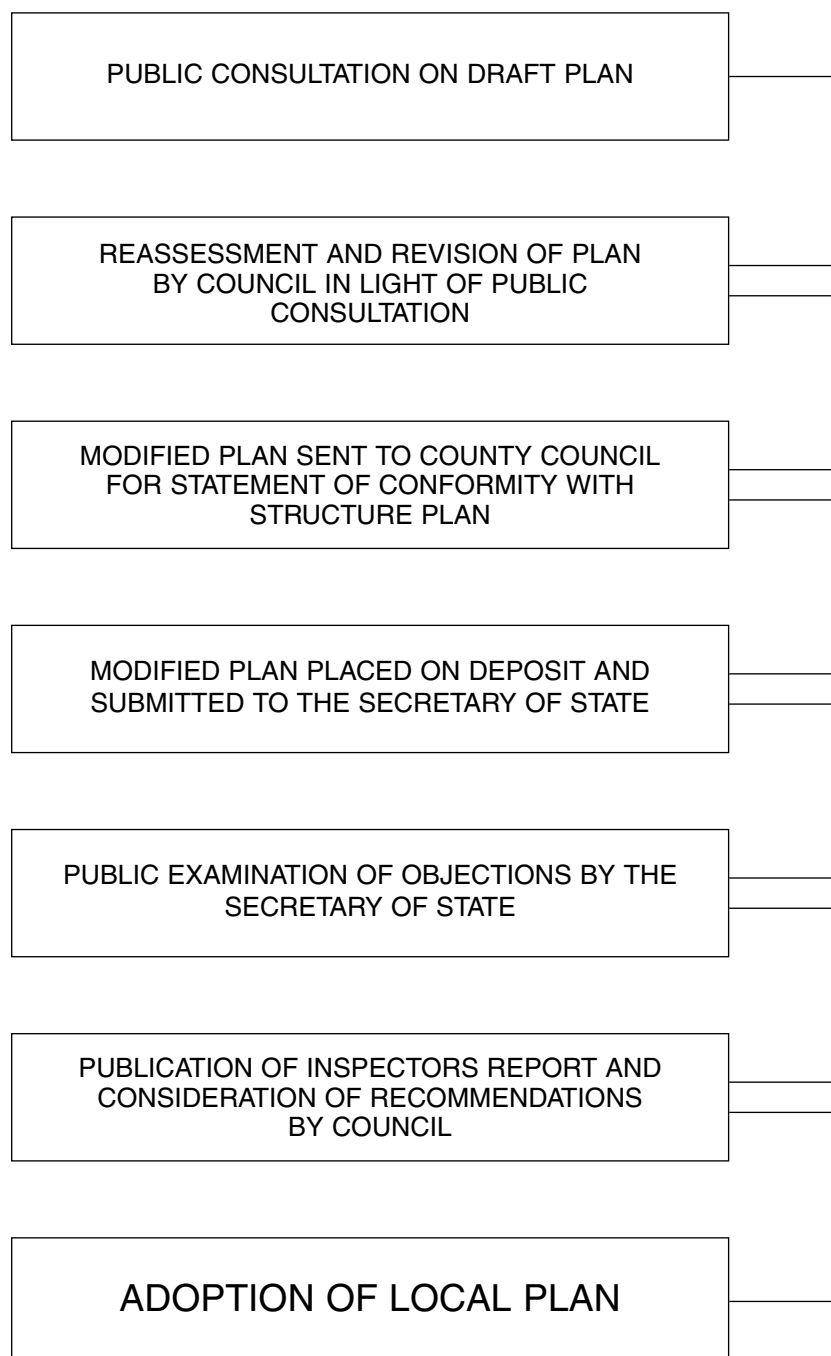 PUBLIC CONSULTATION ON DRAFT PLAN
REASSESSMENT AND REVISION OF PLAN
BY COUNCIL IN LIGHT OF PUBLIC
CONSULTATION
MODIFIED PLAN SENT TO COUNTY COUNCIL
FOR STATEMENT OF CONFORMITY WITH
STRUCTURE PLAN
MODIFIED PLAN PLACED ON DEPOSIT AND
SUBMITTED TO THE SECRETARY OF STATE
PUBLIC EXAMINATION OF OBJECTIONS BY THE
SECRETARY OF STATE
PUBLICATION OF INSPECTORS REPORT AND
CONSIDERATION OF RECOMMENDATIONS
BY COUNCIL
ADOPTION OF LOCAL PLAN